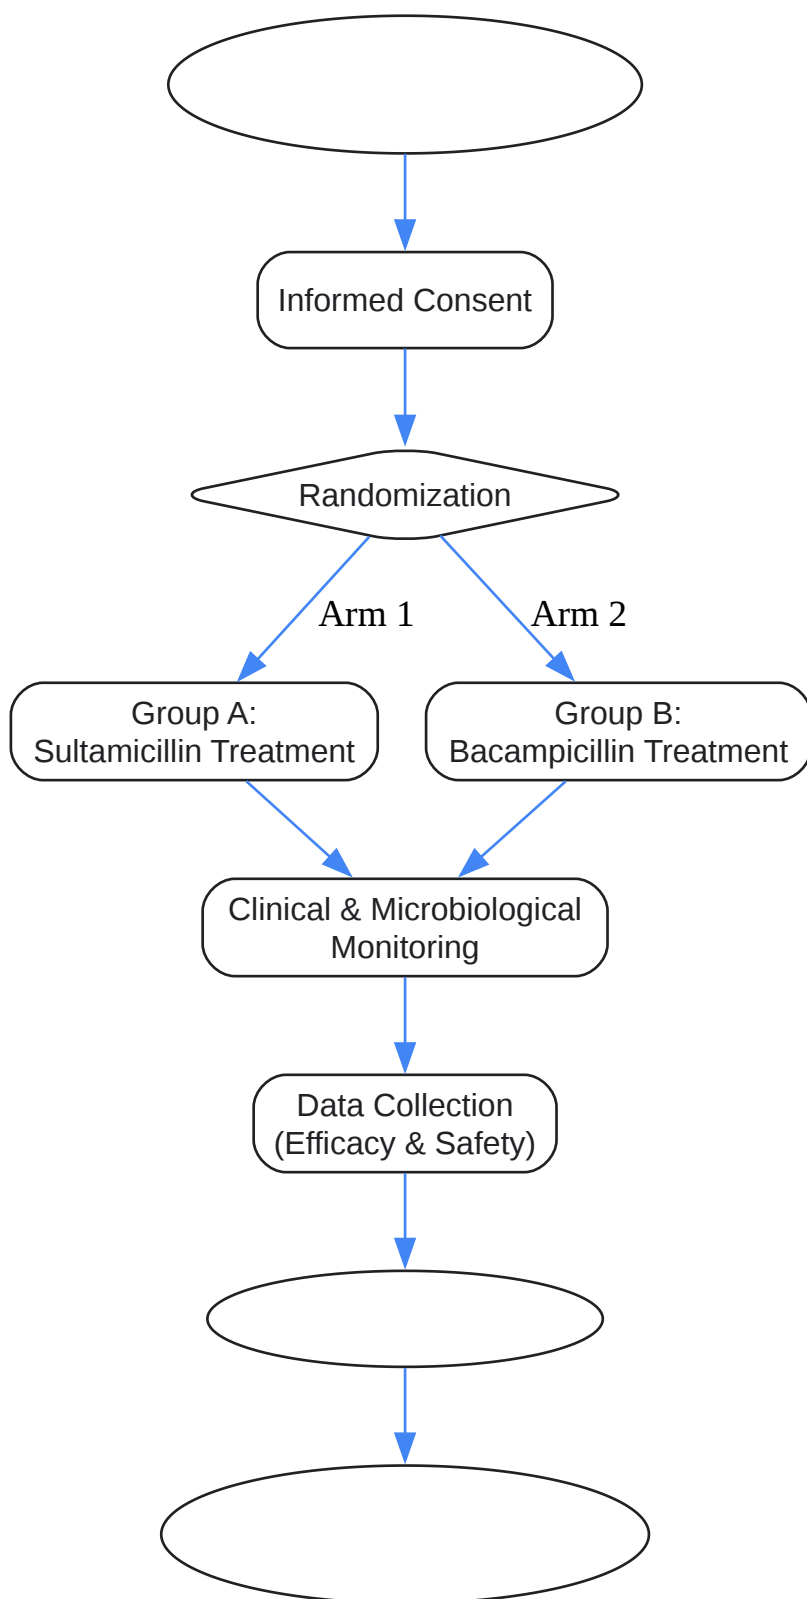 Informed Consent
Randomization
Arm 1
Arm 2
Group A:
Sultamicillin Treatment
Group B:
Bacampicillin Treatment
Clinical & Microbiological
Monitoring
Data Collection
(Efficacy & Safety)